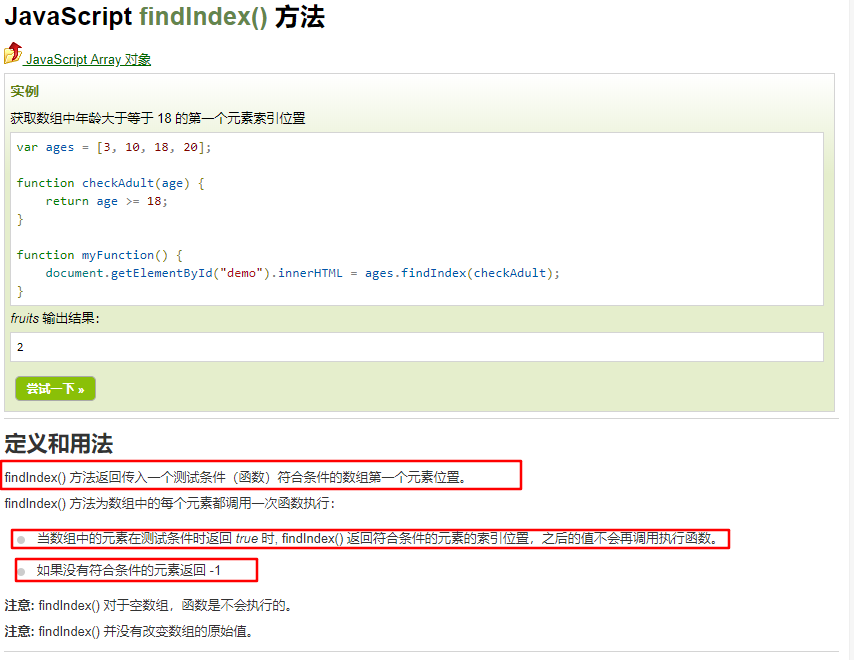 JavaScript findIndex() 方法
JavaScript Array 对象
实例
获取数组中年龄大于等于 18 的第一个元素索引位置
var ages = [3, 10, 18, 20];
function checkAdult(age) {
    return age >= 18;
}
function myFunction() {
    document.getElementById("demo").innerHTML = ages.findIndex(checkAdult);
}
fruits 输出结果：
2
尝试一下 »
定义和用法
findIndex() 方法返回传入一个测试条件（函数）符合条件的数组第一个元素位置。
findIndex() 方法为数组中的每个元素都调用一次函数执行：
当数组中的元素在测试条件时返回 true 时, findIndex() 返回符合条件的元素的索引位置，之后的值不会再调用执行函数。
如果没有符合条件的元素返回 -1
注意: findIndex() 对于空数组，函数是不会执行的。
注意: findIndex() 并没有改变数组的原始值。